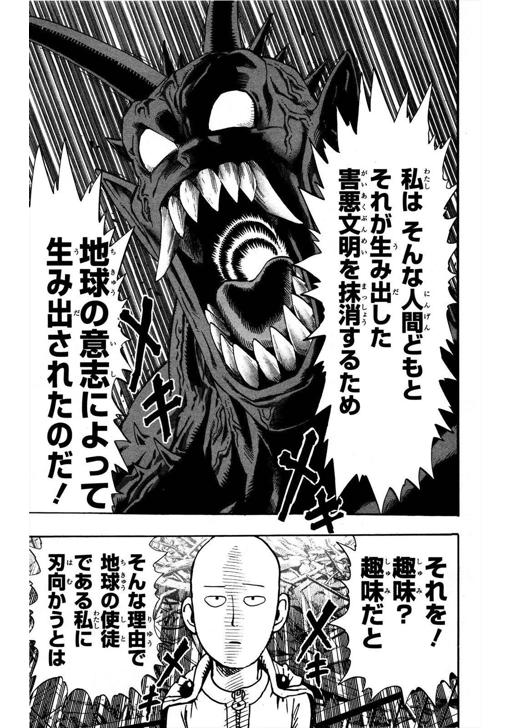 私は そんな人間どもと
それが生み出した
害悪文明を抹消するため
地球の意志によって
生み出されたのだ！
メキ
メキ
それを！
趣味？
趣味だと
そんな理由で
地球の使徒
である私に
刃向かうとは
メキ
メキ